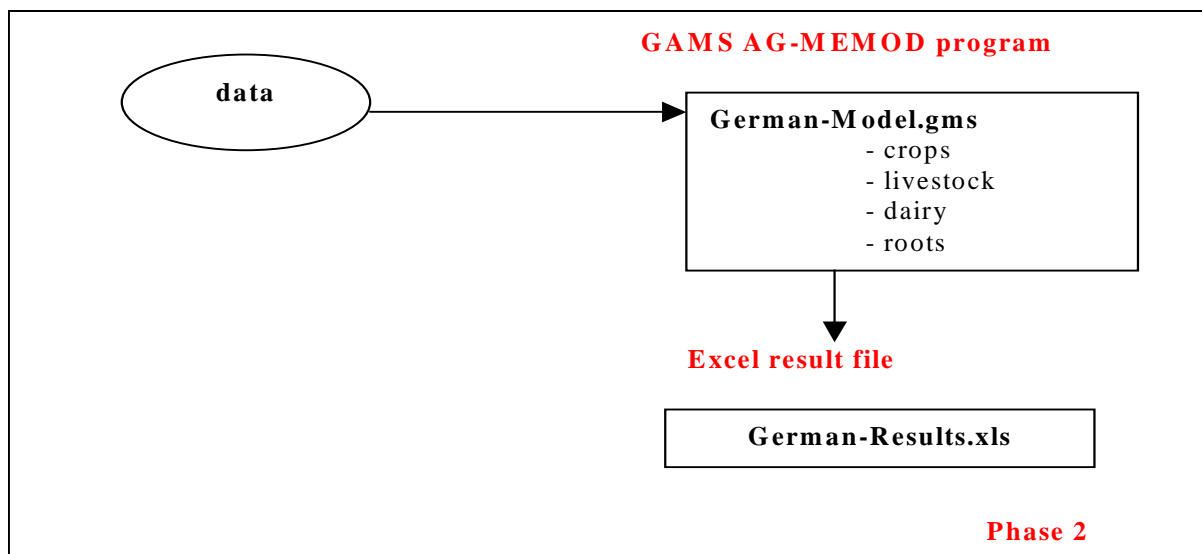 GAMS AG-MEMOD program
data
German-Model.gms
- crops
- livestock
- dairy
- roots
Excel result file
German-Results.xls
Phase 2